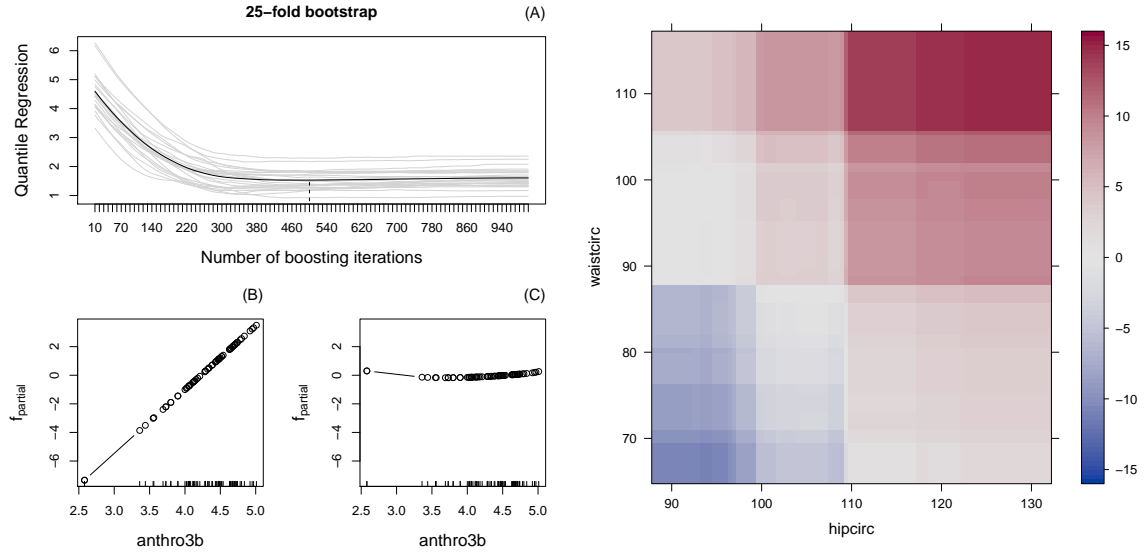 25−fold bootstrap
(A)
Quantile Regression
6
5
4
3
2
1
10 70 140 220 300 380 460 540 620 700 780 860 940
Number of boosting iterations
(B)
f partial
2
0
−2
−4
−6
2.5 3.0 3.5 4.0 4.5 5.0
anthro3b
(C)
f partial
2
0
−2
−4
−6
2.5 3.0 3.5 4.0 4.5 5.0
anthro3b
waistcirc
110
100
90
80
70
90 100 110 120 130
hipcirc
15
10
5
0
−5
−10
−15